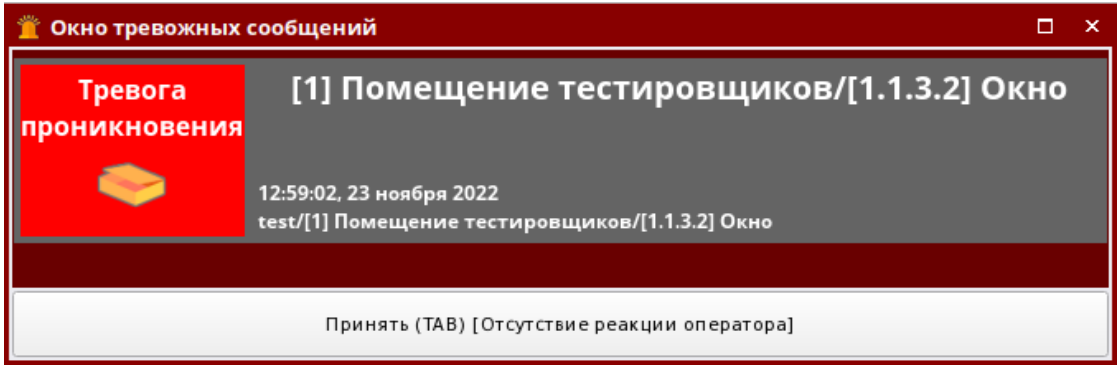 Окно тревожных сообщений
Тревога
проникновения
[1] Помещение тестировщиков/[1.1.3.2] Окно
12:59:02, 23 ноября 2022
test/[1] Помещение тестировщиков/[1.1.3.2] Окно
Принять (TAB) [Отсутствие реакции оператора]